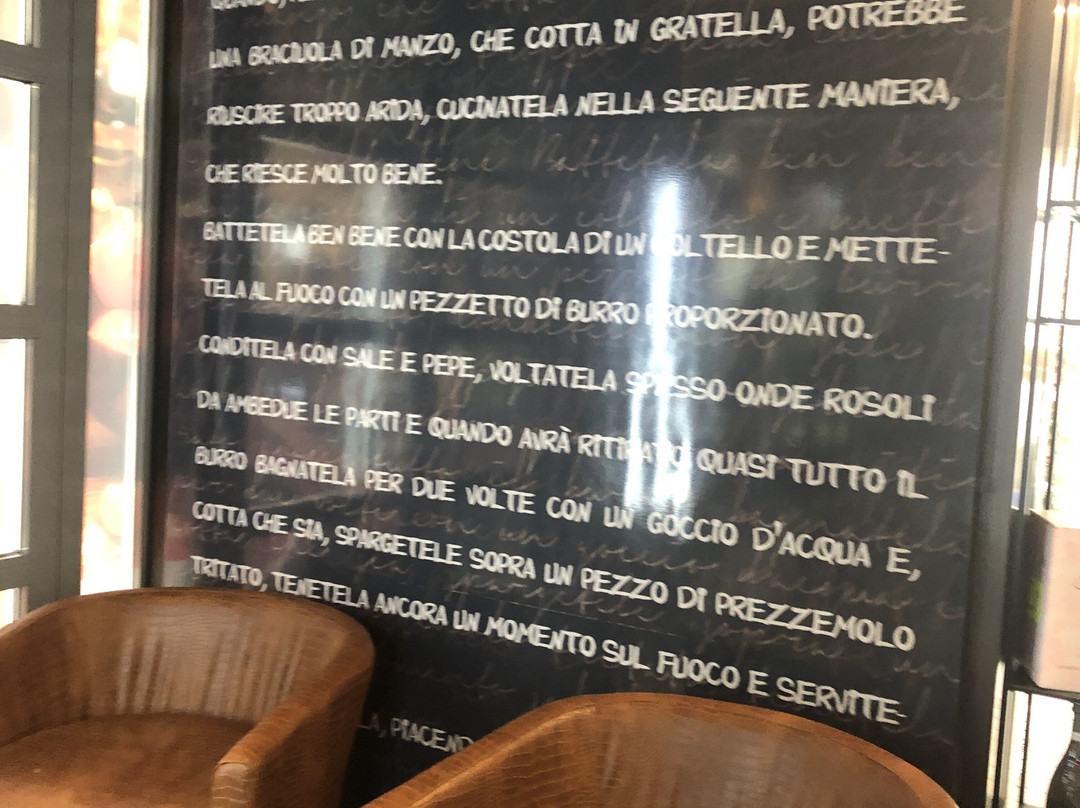 UNA BRACIUOLA DI MANZO, CHE COTTA IN GRATELLA, POTREBBE
RIUSCIRE TROPPO ARIDA, CUCINATELA NELLA SEGUENTE MANIERA,
CHE RIESCE MOLTO BENE.
BATTETELA BEN BENE CON LA COSTOLA DI UN COLTELLO E METTE-
TELA AL FUOCO CON UN PEZZETTO DI BURRO PROPORZIONATO.
CONDITELA CON SALE E PEPE, VOLTATELA SPESSO ONDE ROSOLI
DA AMBEDUE LE PARTI E QUANDO AVRÀ RITIRATO QUASI TUTTO IL
BURRO BAGNATELA PER DUE VOLTE CON UN GOCCIO D'ACQUA E,
COTTA CHE SIA, SPARGETELE SOPRA UN PEZZO DI PREZZEMOLO
TRITATO, TENETELA ANCORA UN MOMENTO SUL FUOCO E SERVITE-
LA, PIACEND